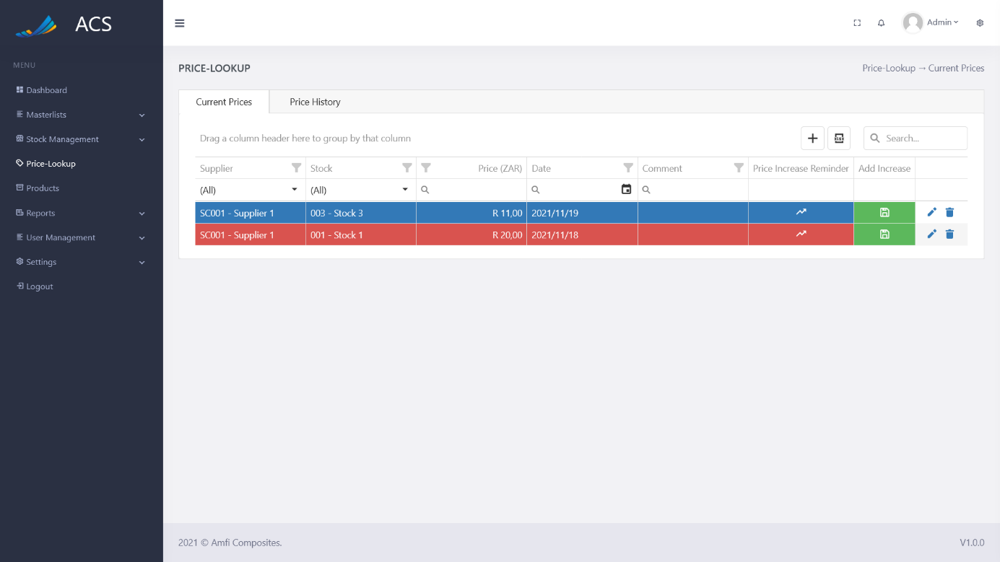 ACS
Admin
MENU
Dashboard
Masterlists
Stock Management
Price-Lookup
Products
Reports
User Management
Settings
Logout
PRICE-LOOKUP
Price-Lookup → Current Prices
Current Prices
Price History
Drag a column header here to group by that column
XLSX
Search...
Supplier Stock Price (ZAR) Date Comment Price Increase Reminder Add Increase
(All) (All)
SC001 - Supplier 1 003 - Stock 3 R 11,00 2021/11/19
SC001 - Supplier 1 001 - Stock 1 R 20,00 2021/11/18
2021 © Amfi Composites.
V1.0.0